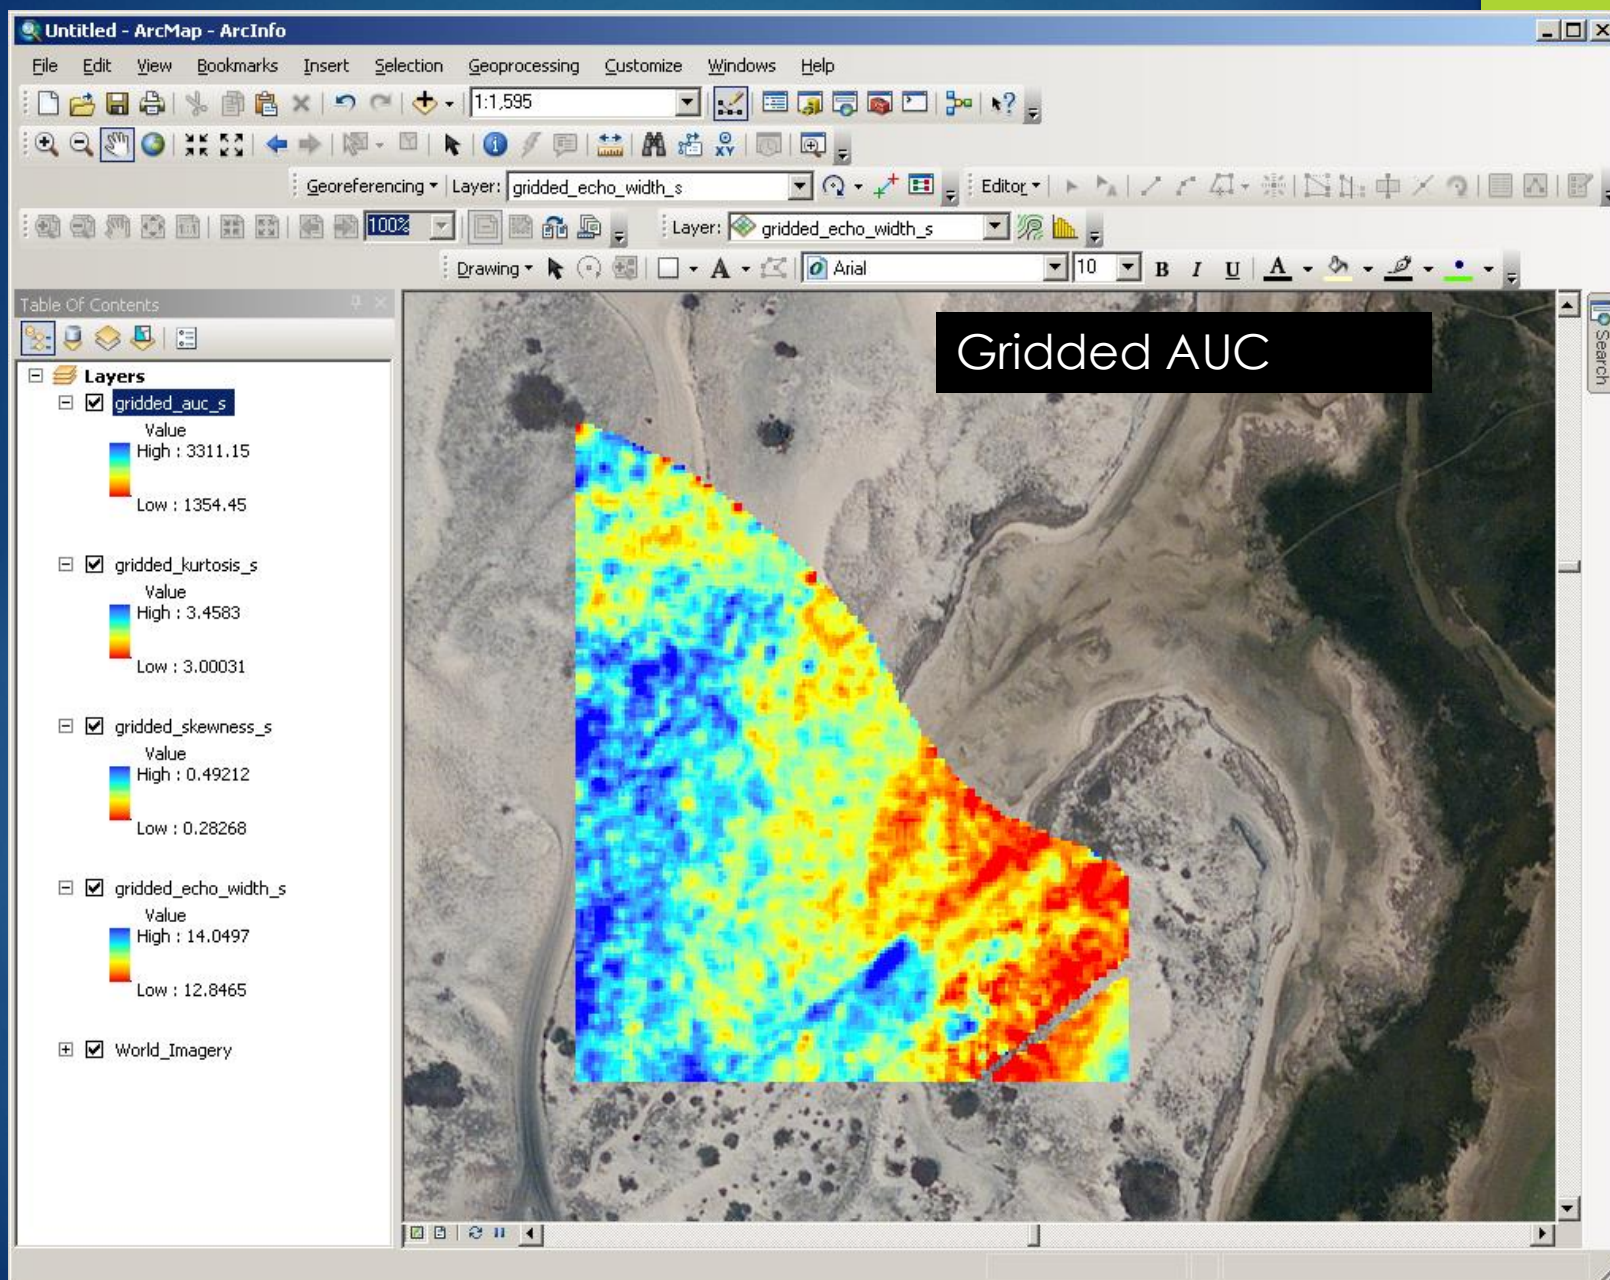 Untitled - ArcMap - ArcInfo
File Edit View Bookmarks Insert Selection Geoprocessing Customize Windows Help
1:1,595
Georeferencing Layer: gridded_echo_width_s Editor
100% Layer: gridded_echo_width_s
Drawing A Arial 10 B I U A
Table Of Contents
Search
Gridded AUC
Layers
gridded_auc_s
Value
High : 3311.15
Low : 1354.45
gridded_kurtosis_s
Value
High : 3.4583
Low : 3.00031
gridded_skewness_s
Value
High : 0.49212
Low : 0.28268
gridded_echo_width_s
Value
High : 14.0497
Low : 12.8465
World_Imagery